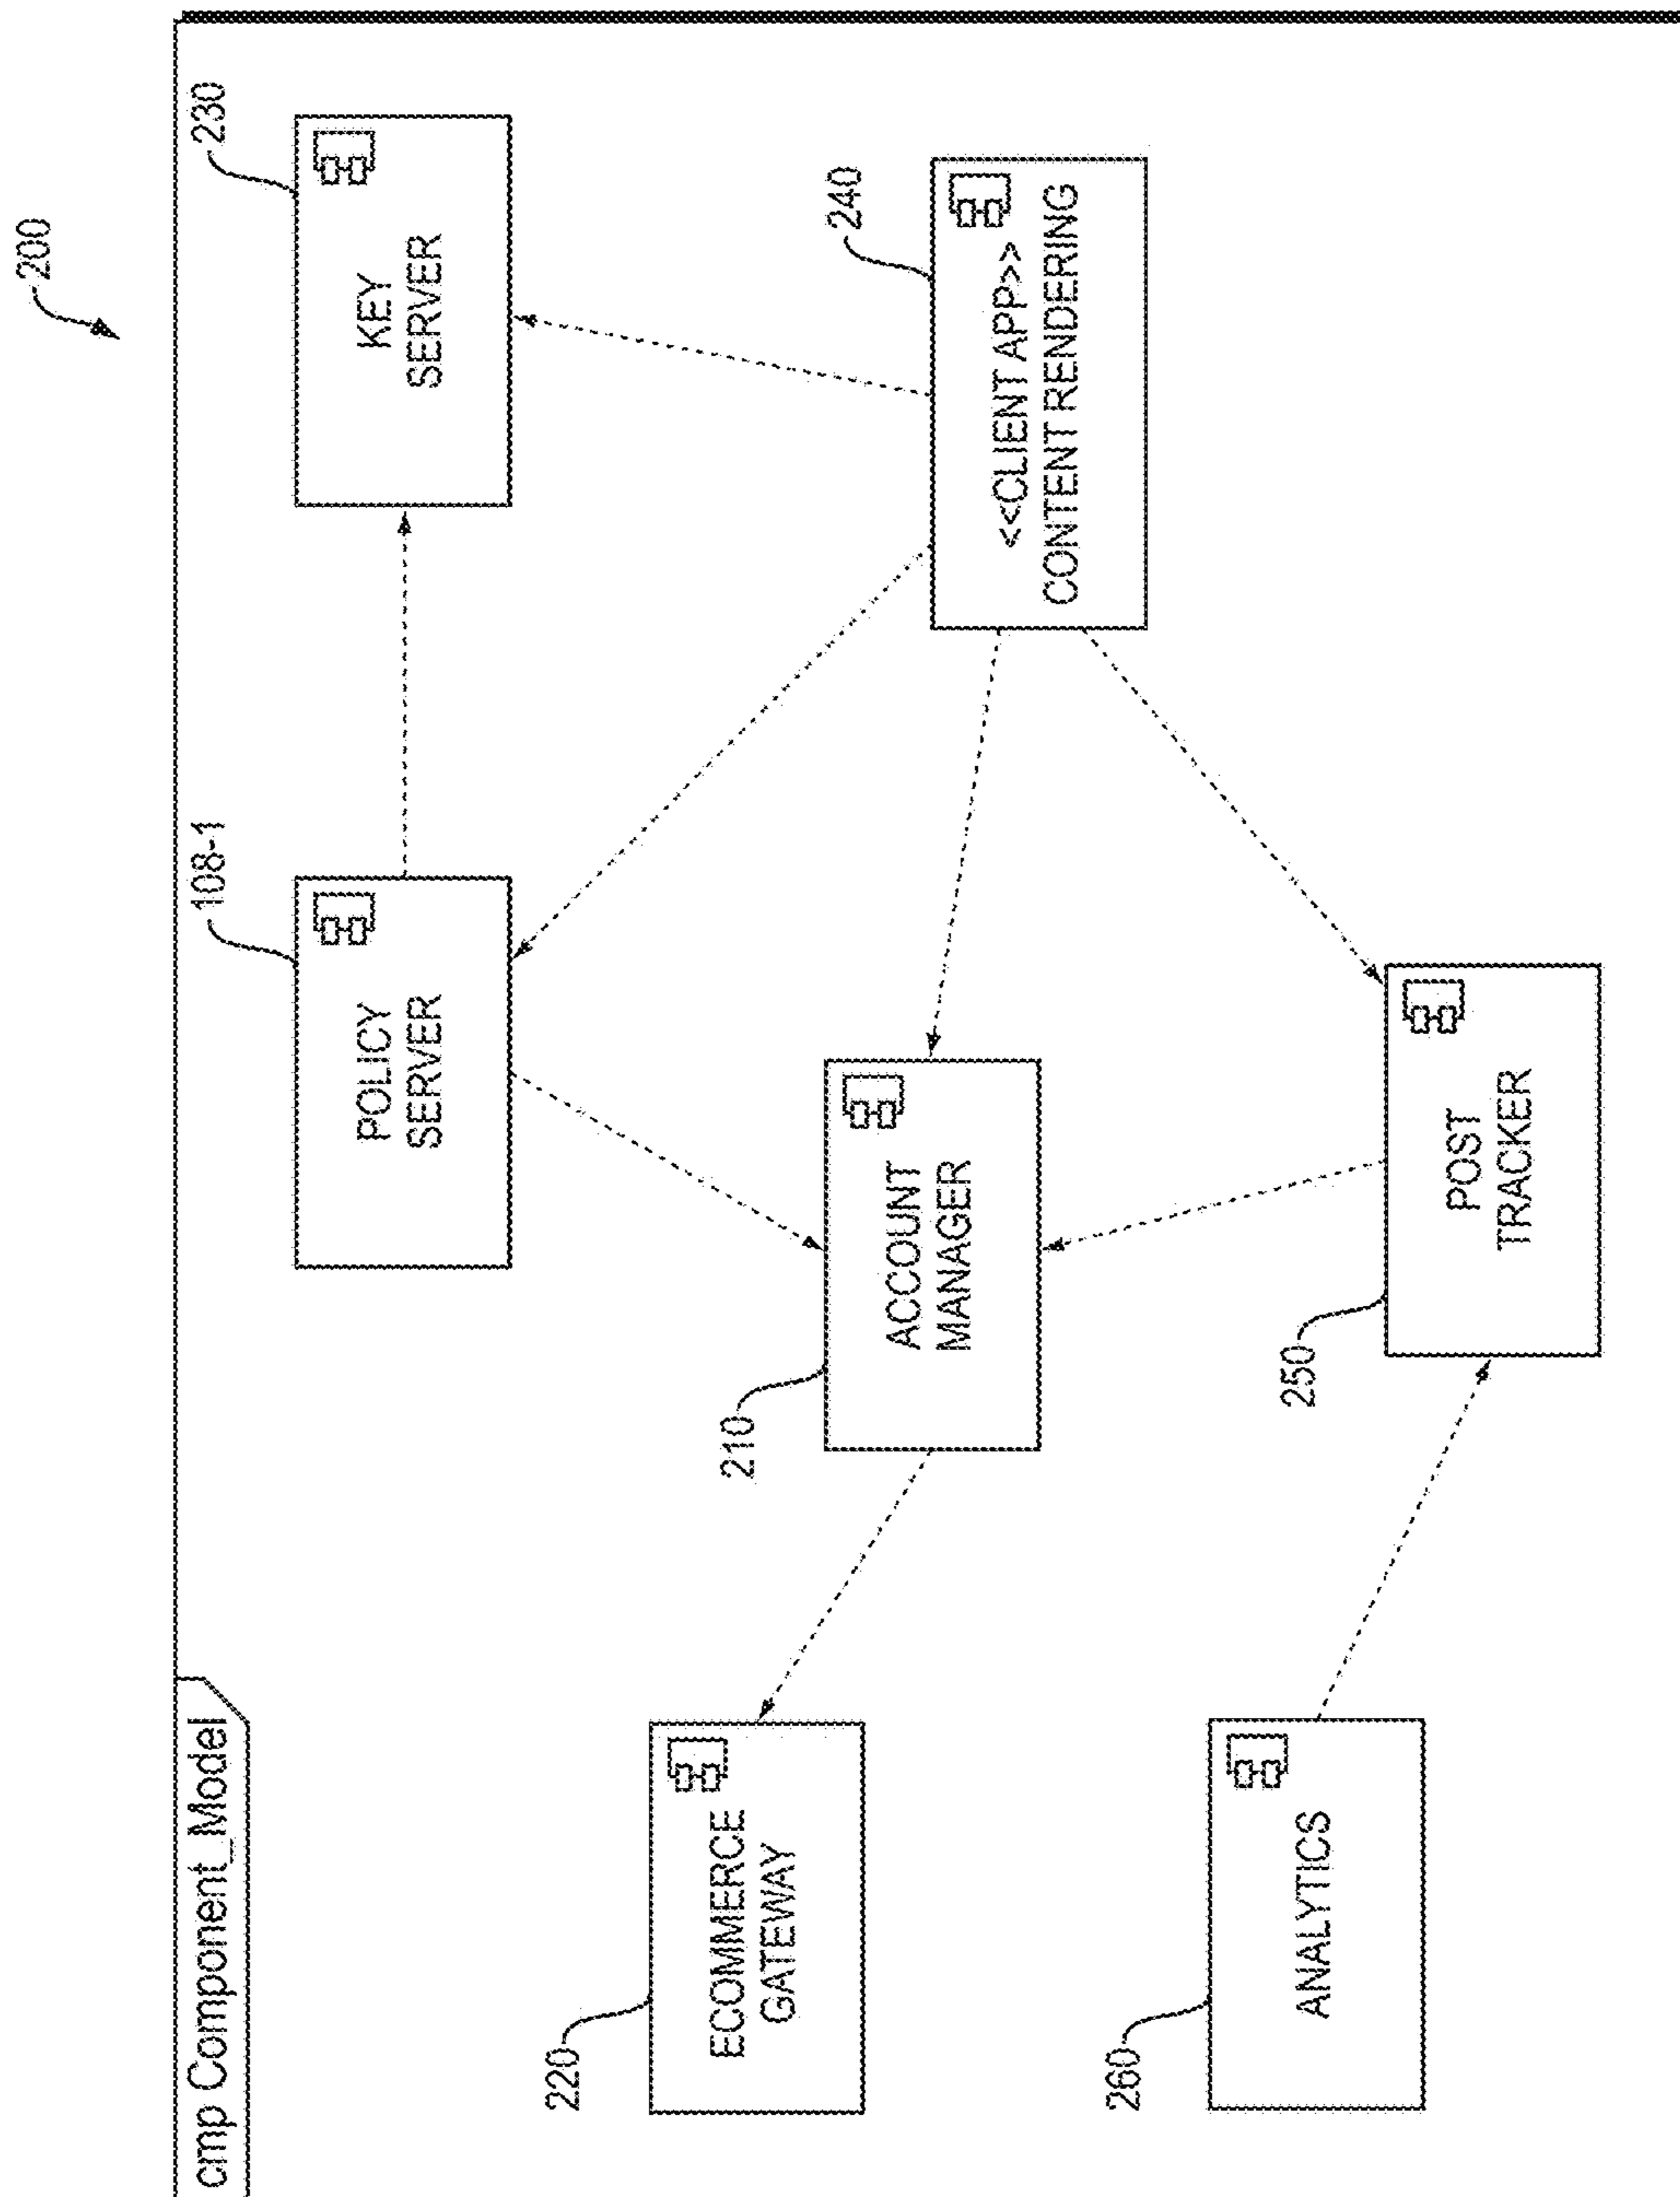 200
cmp Component_Model
108-1
230
POLICY
SERVER
KEY
SERVER
220
ECOMMERCE
GATEWAY
210
ACCOUNT
MANAGER
240
<<CLIENT APP>>
CONTENT RENDERING
260
ANALYTICS
250
POST
TRACKER